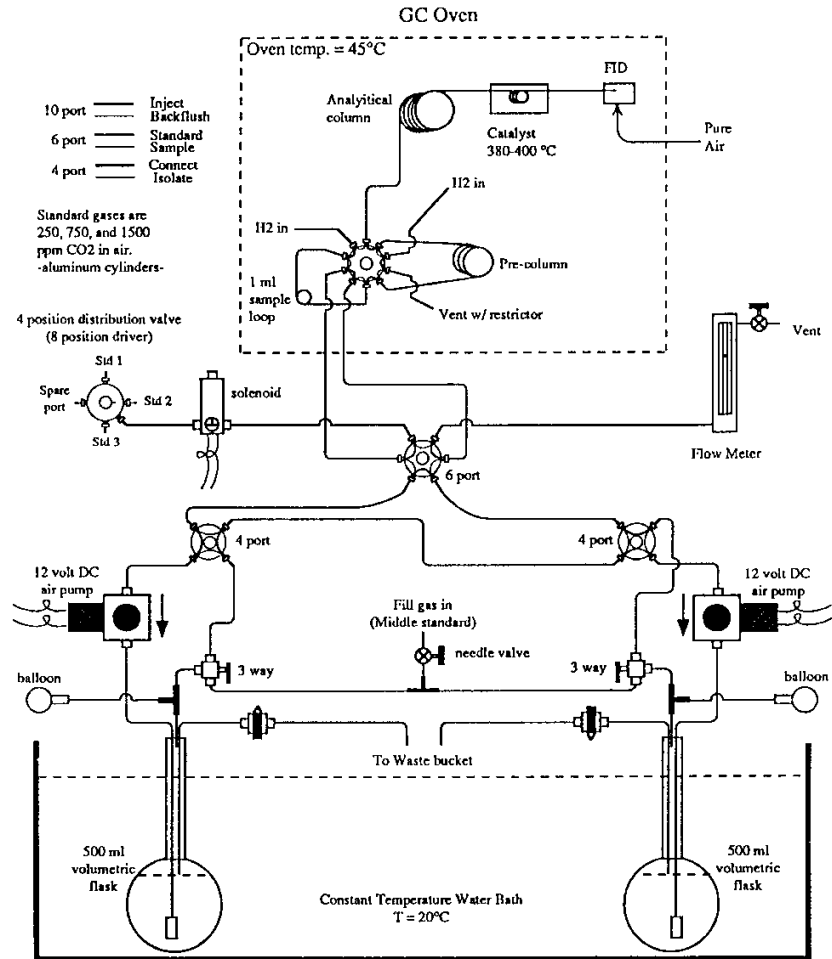 GC Oven
Oven temp. = 45°C
FID
Analyitical
column
Catalyst
380-400 °C
Pure
Air
10 port
Inject
Backflush
6 port
Standard
Sample
4 port
Connect
Isolate
H2 in
H2 in
Standard gases are
250, 750, and 1500
ppm CO2 in air.
-aluminum cylinders-
Pre-column
1 ml
sample
loop
Vent w/ restrictor
4 position distribution valve
(8 position driver)
Vent
Std 1
Spare
port
Std 2
Std 3
solenoid
Flow Meter
6 port
4 port
4 port
12 volt DC
air pump
12 volt DC
air pump
Fill gas in
(Middle standard)
needle valve
3 way
3 way
balloon
balloon
To Waste bucket
500 ml
volumetric
flask
500 ml
volumetric
flask
Constant Temperature Water Bath
T = 20°C